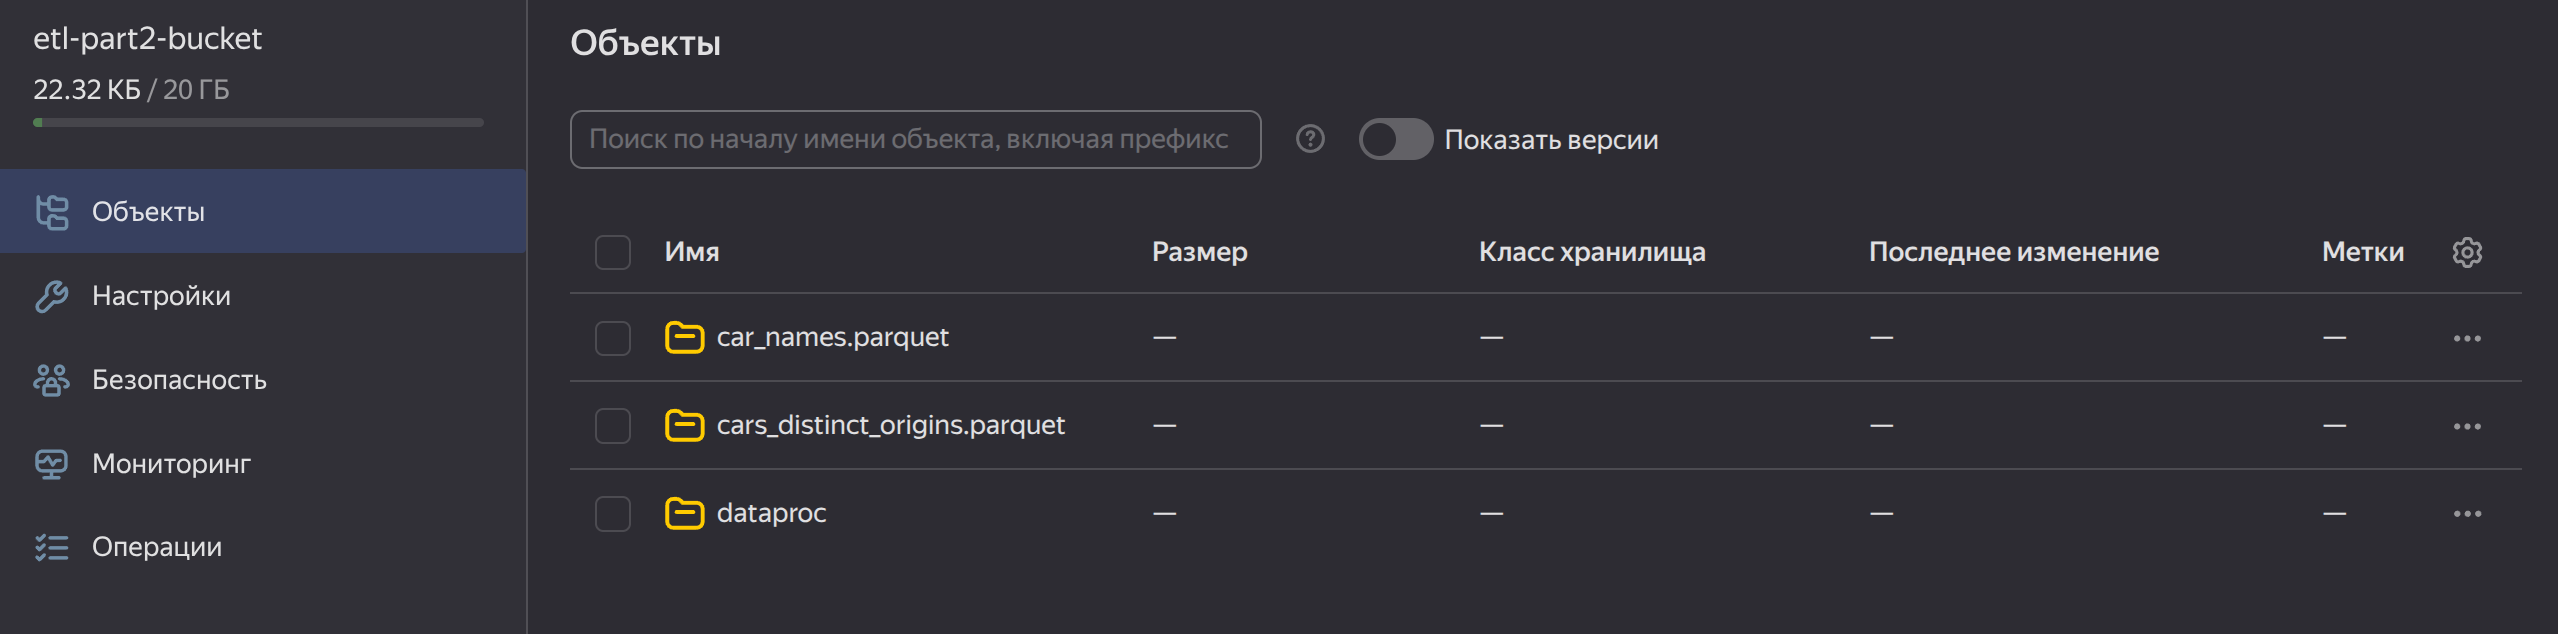 etl-part2-bucket
22.32 КБ / 20 ГБ
Объекты
Настройки
Безопасность
Мониторинг
Операции
Объекты
Поиск по началу имени объекта, включая префикс
Показать версии
Имя Размер Класс хранилища Последнее изменение Метки
car_names.parquet — — — —
cars_distinct_origins.parquet — — — —
dataproc — — — —